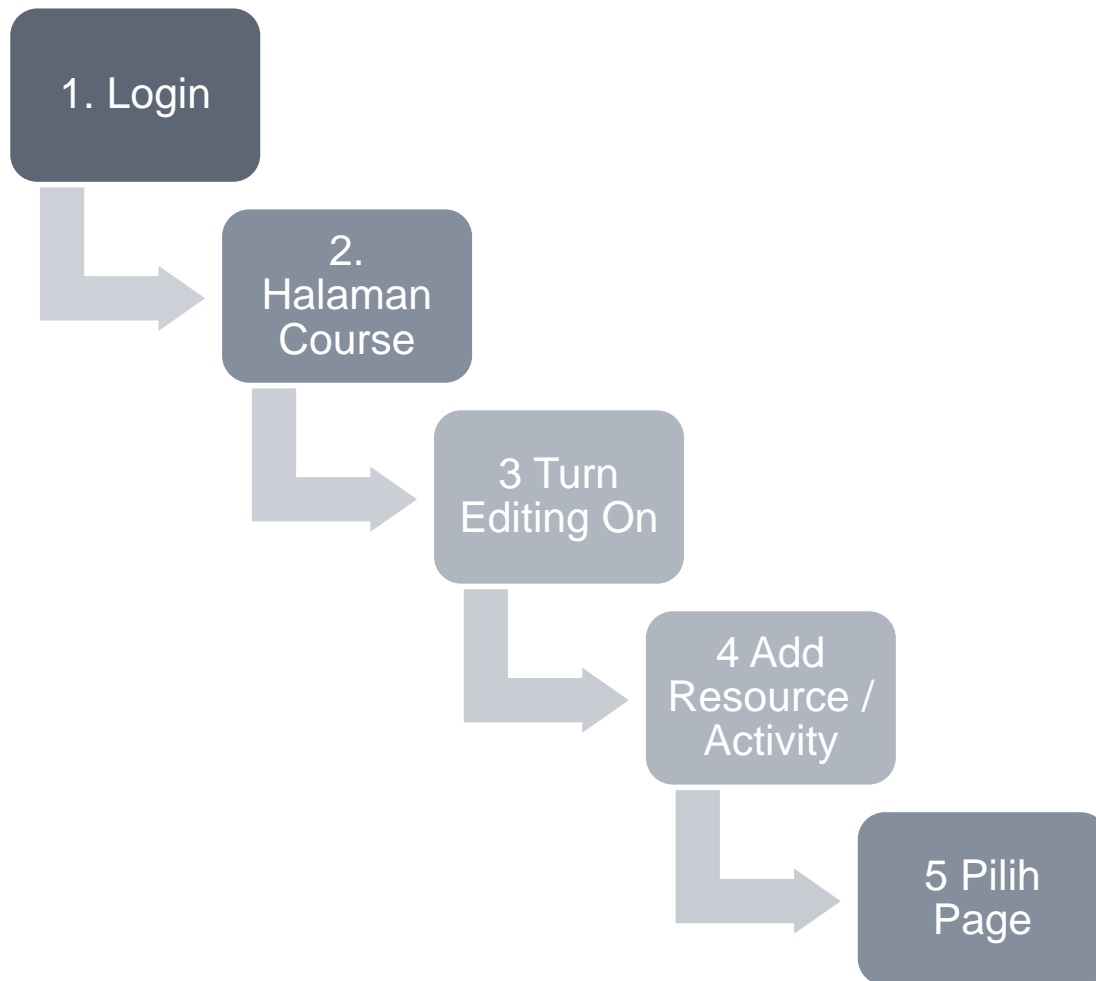 1. Login
2.
Halaman
Course
3 Turn
Editing On
4 Add
Resource /
Activity
5 Pilih
Page